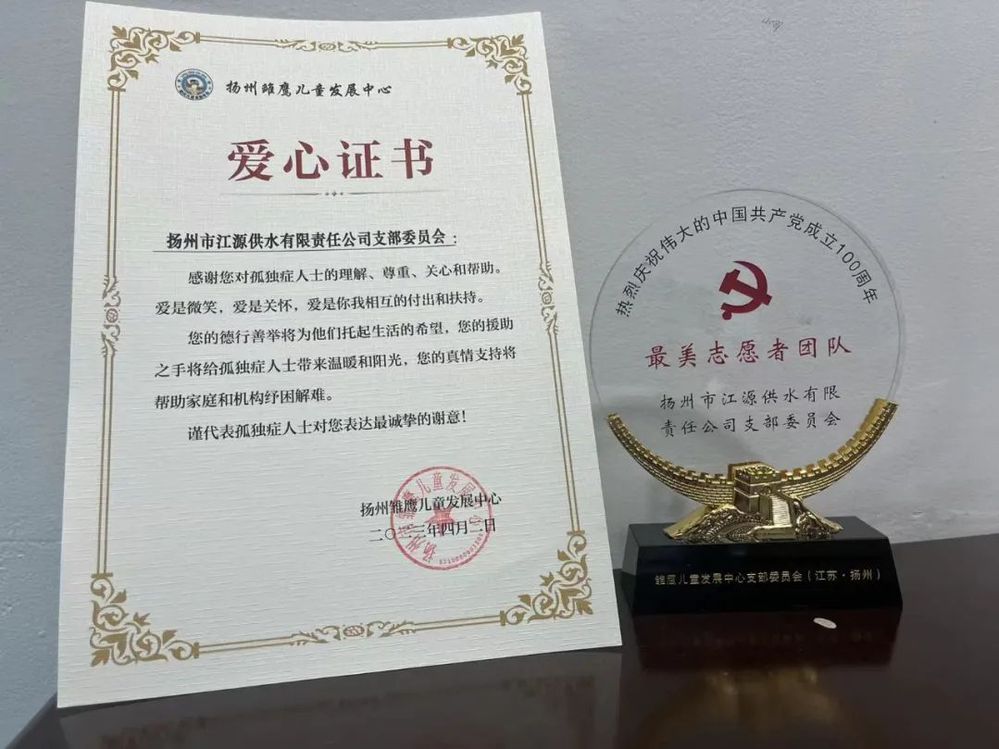 扬州雏鹰儿童发展中心
爱心证书
扬州市江源供水有限责任公司支部委员会：
感谢您对孤独症人士的理解、尊重、关心和帮助。
爱是微笑，爱是关怀，爱是你我相互的付出和扶持。
您的德行善举将为他们托起生活的希望，您的援助
之手将给孤独症人士带来温暖和阳光，您的真情支持将
帮助家庭和机构纾困解难。
谨代表孤独症人士对您表达最诚挚的谢意！
扬州雏鹰儿童发展中心
二〇二二年四月二日
热烈庆祝伟大的中国共产党成立100周年
最美志愿者团队
扬州市江源供水有限
责任公司支部委员会
雏鹰儿童发展中心支部委员会（江苏·扬州）